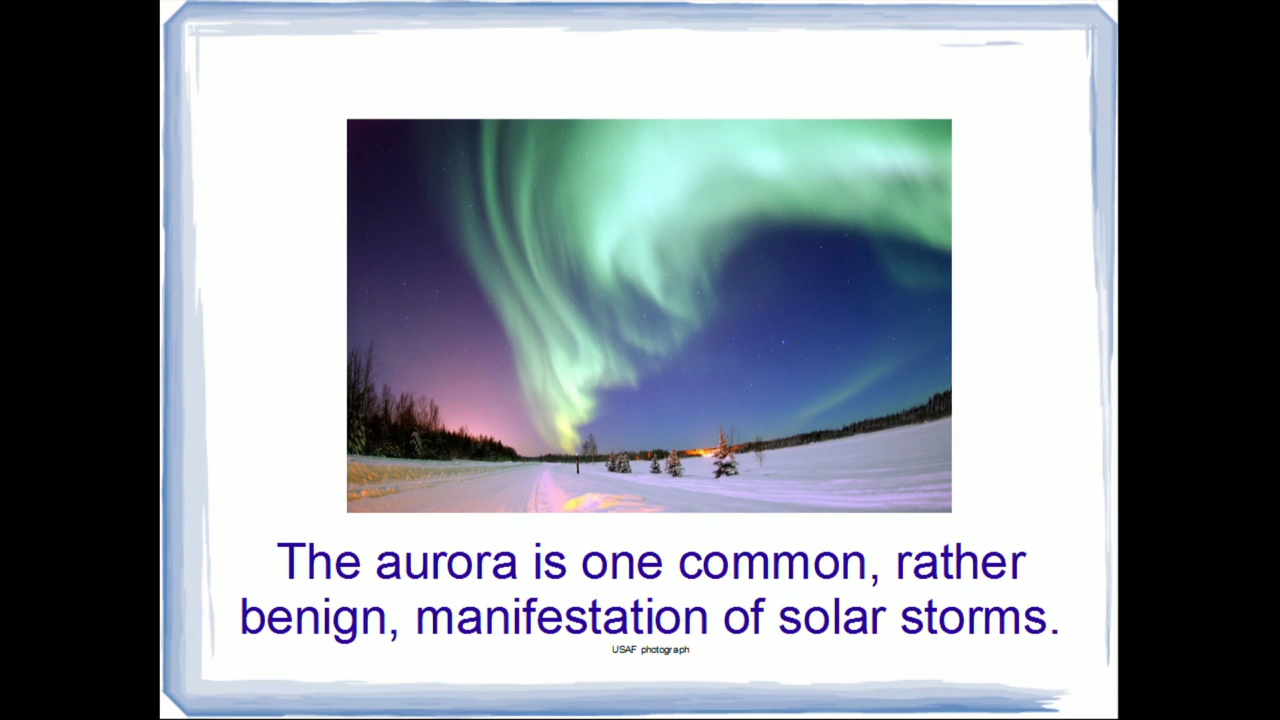 The aurora is one common, rather
benign, manifestation of solar storms.
USAF photograph